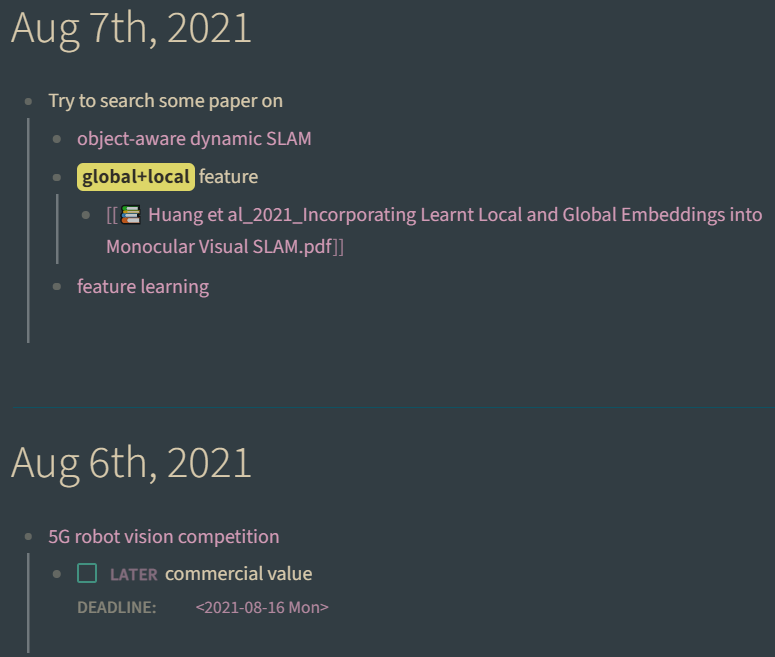 Aug 7th, 2021
Try to search some paper on
object-aware dynamic SLAM
global+local feature
[[📚 Huang et al_2021_Incorporating Learnt Local and Global Embeddings into
Monocular Visual SLAM.pdf]]
feature learning
Aug 6th, 2021
5G robot vision competition
LATER commercial value
DEADLINE: <2021-08-16 Mon>